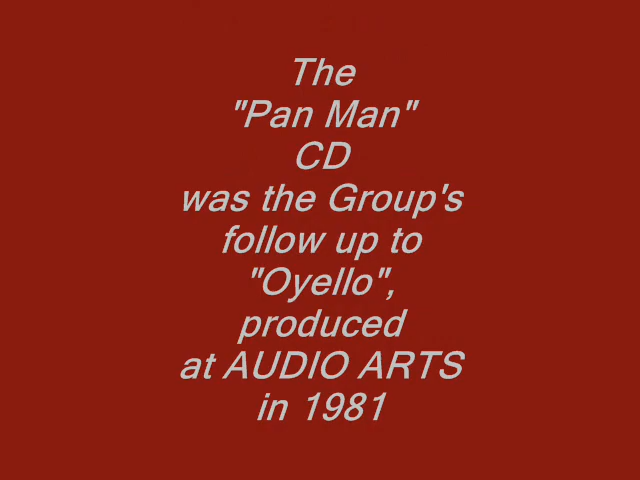 The
"Pan Man"
CD
was the Group's
follow up to
"Oyello",
produced
at AUDIO ARTS
in 1981